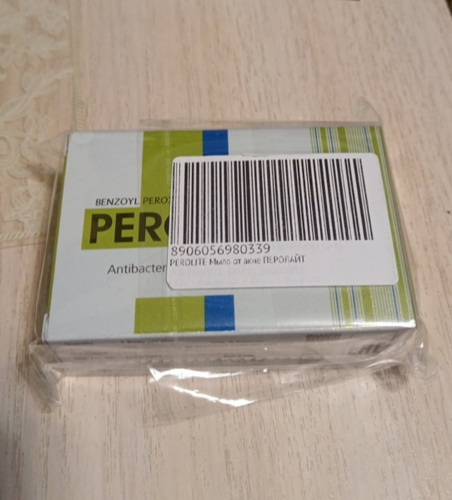 BENZOYL PEROX
PERO
Antibacter
8906056980339
PEROLITE Мыло от акне ПЕРОЛАЙТ